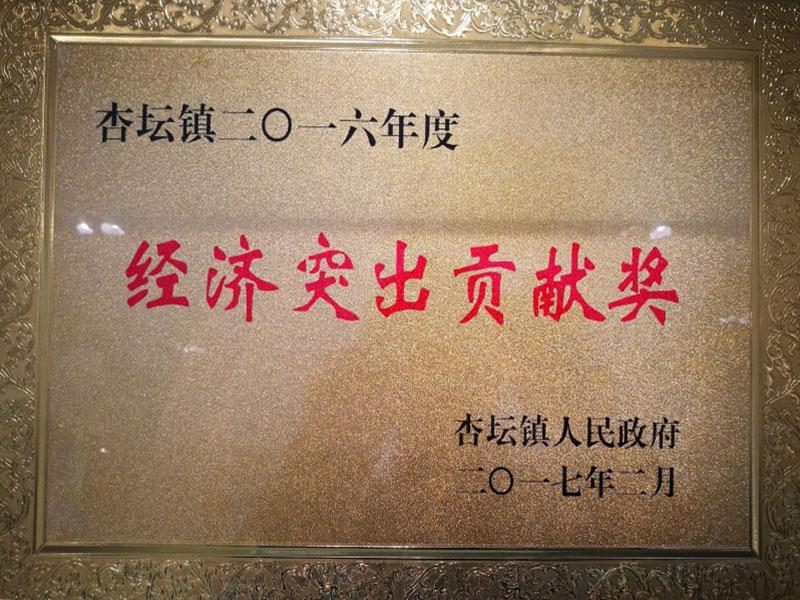 杏坛镇二〇一六年度
经济突出贡献奖
杏坛镇人民政府
二〇一七年二月